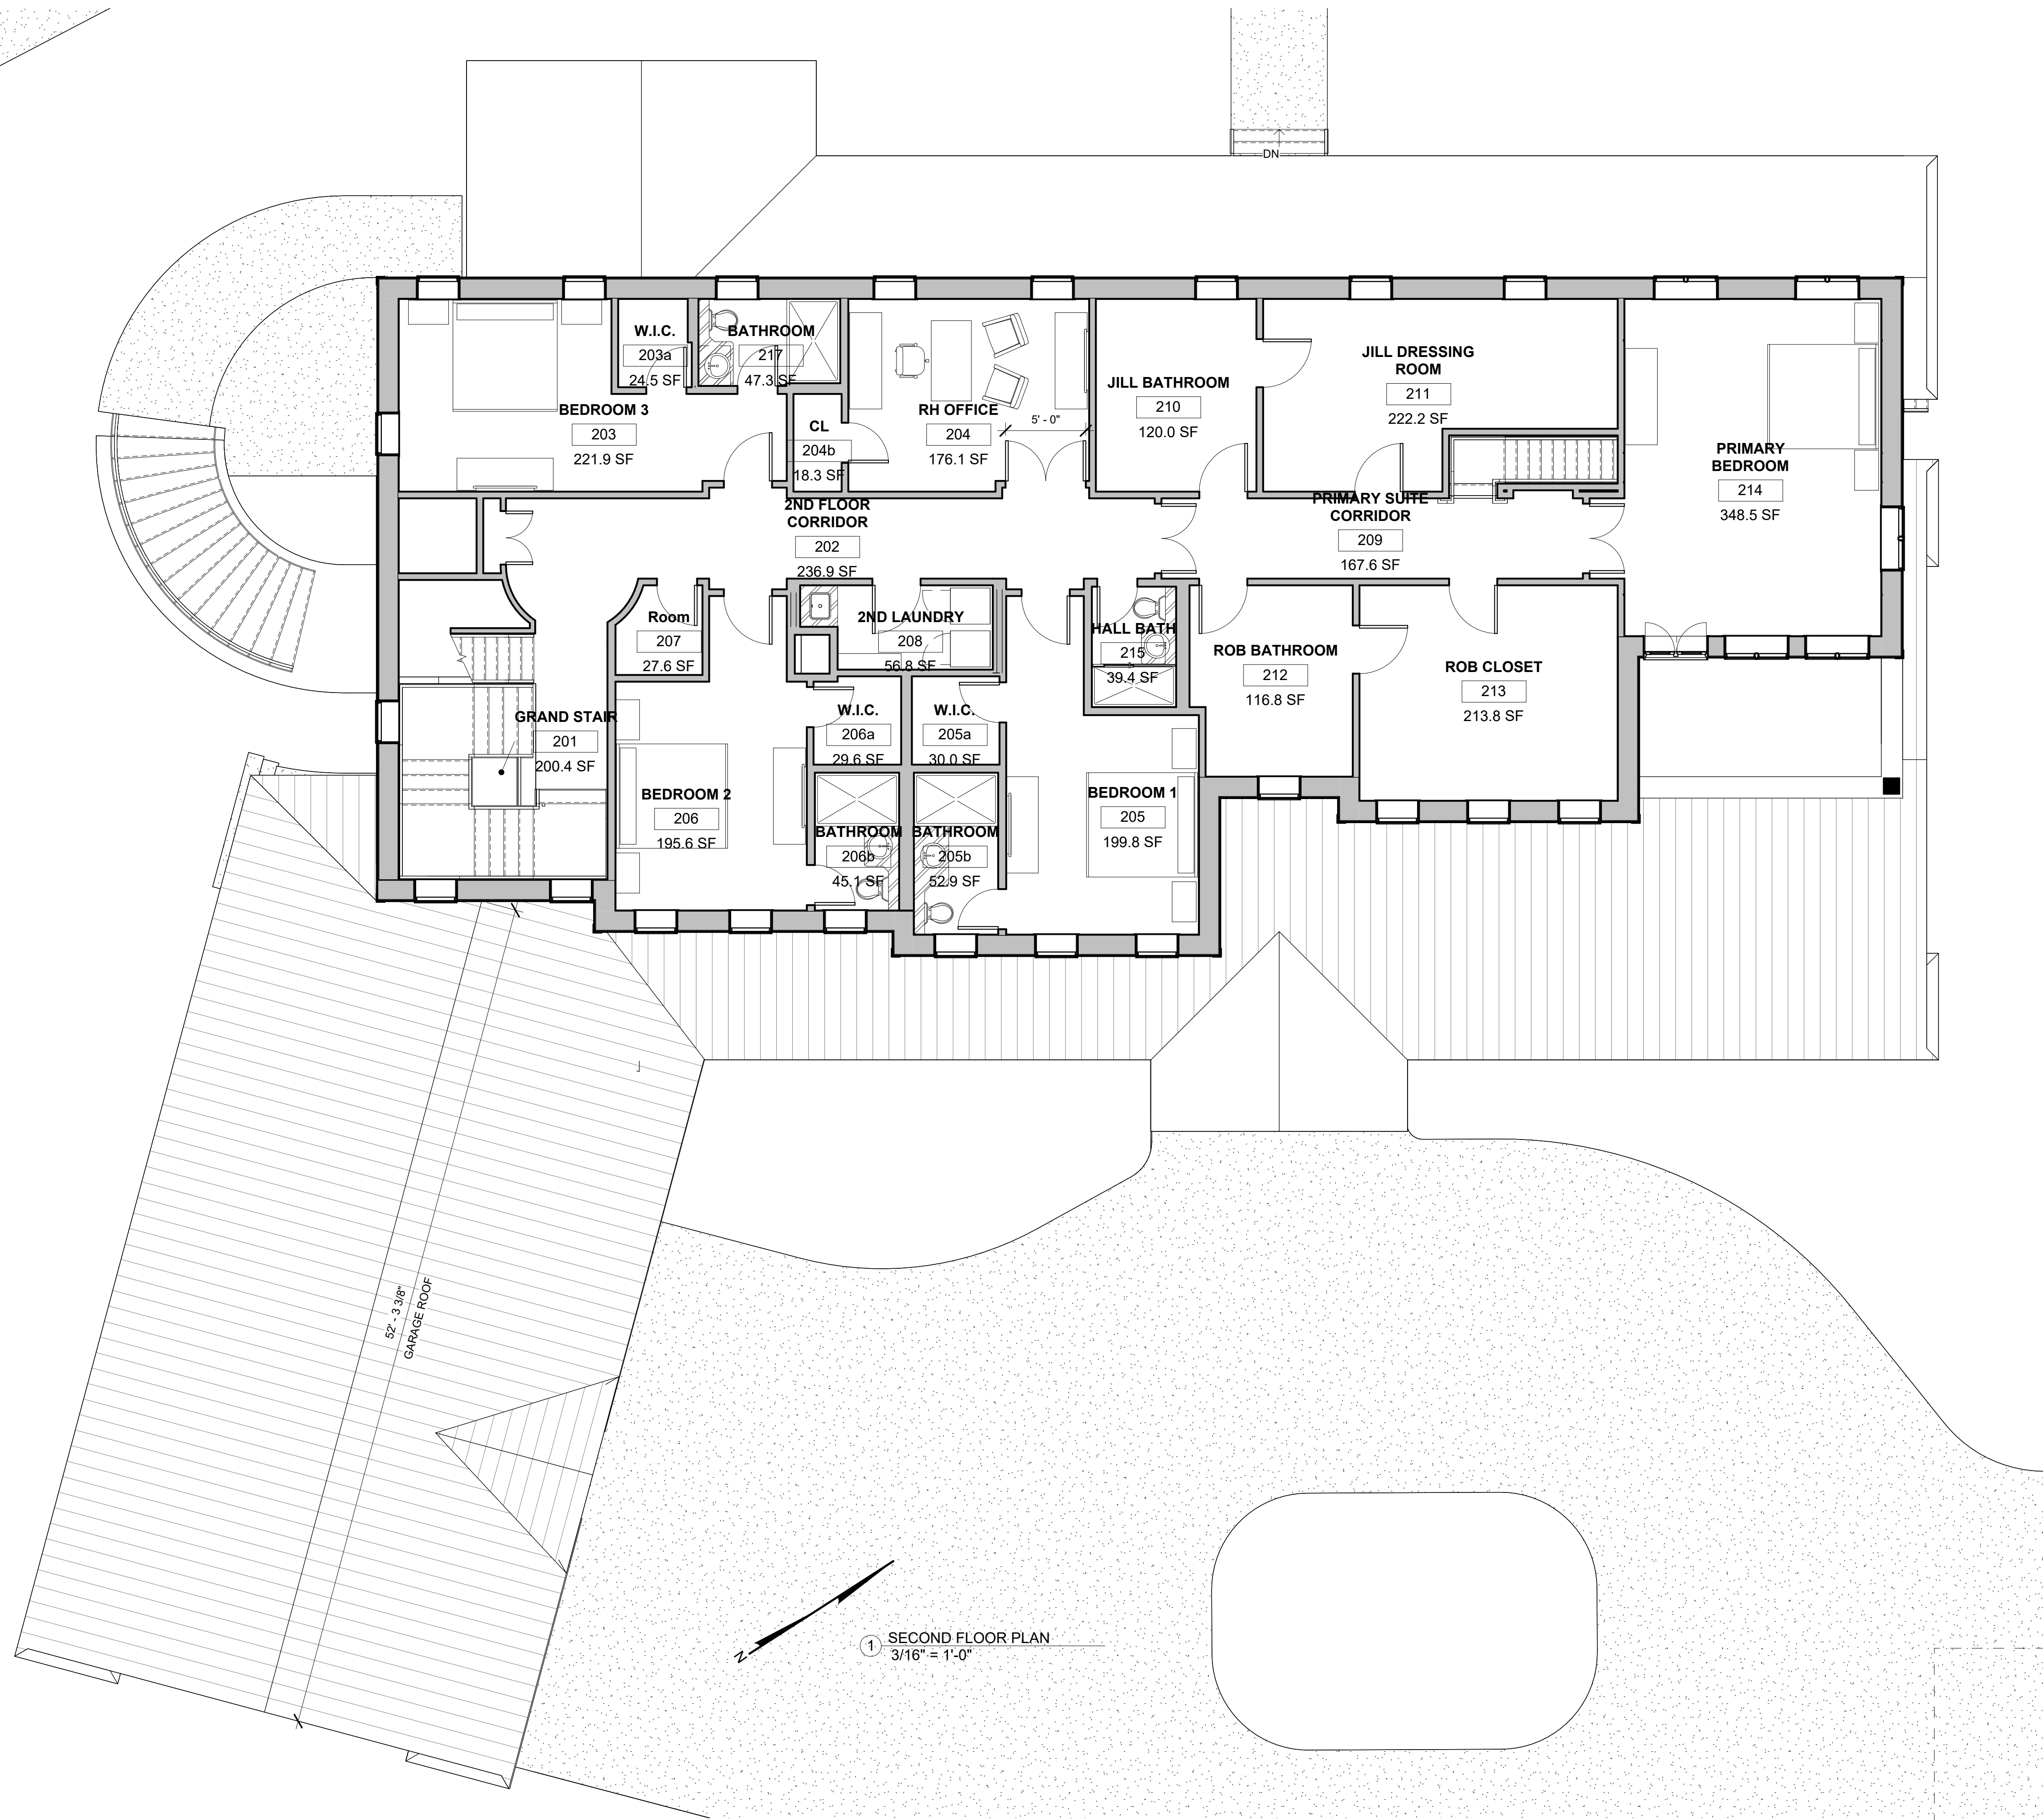 DN
W.I.C.
203a
24.5 SF
BATHROOM
217
47.3 SF
BEDROOM 3
203
221.9 SF
CL
204b
18.3 SF
RH OFFICE
204
176.1 SF
5' - 0"
JILL BATHROOM
210
120.0 SF
JILL DRESSING
ROOM
211
222.2 SF
PRIMARY
BEDROOM
214
348.5 SF
2ND FLOOR
CORRIDOR
202
236.9 SF
PRIMARY SUITE
CORRIDOR
209
167.6 SF
Room
207
27.6 SF
2ND LAUNDRY
208
56.8 SF
HALL BATH
215
39.4 SF
ROB BATHROOM
212
116.8 SF
ROB CLOSET
213
213.8 SF
GRAND STAIR
201
200.4 SF
W.I.C.
206a
29.6 SF
W.I.C.
205a
30.0 SF
BEDROOM 2
206
195.6 SF
BEDROOM 1
205
199.8 SF
BATHROOM
206b
45.1 SF
BATHROOM
205b
52.9 SF
52' - 3 3/8"
GARAGE ROOF
N
1
SECOND FLOOR PLAN
3/16" = 1'-0"